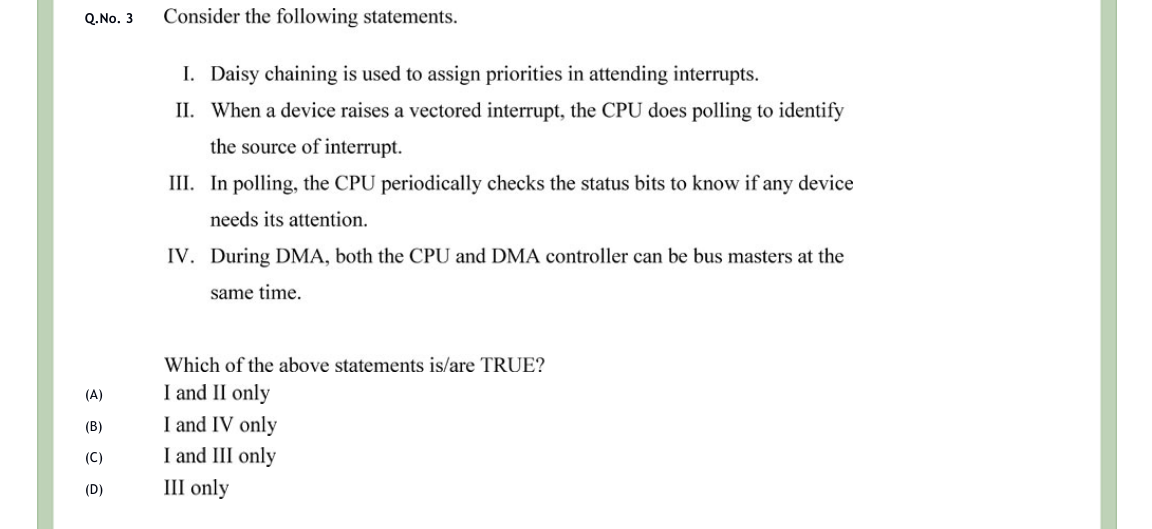 Q.No. 3 Consider the following statements.
I. Daisy chaining is used to assign priorities in attending interrupts.
II. When a device raises a vectored interrupt, the CPU does polling to identify
the source of interrupt.
III. In polling, the CPU periodically checks the status bits to know if any device
needs its attention.
IV. During DMA, both the CPU and DMA controller can be bus masters at the
same time.
Which of the above statements is/are TRUE?
(A) I and II only
(B) I and IV only
(C) I and III only
(D) III only